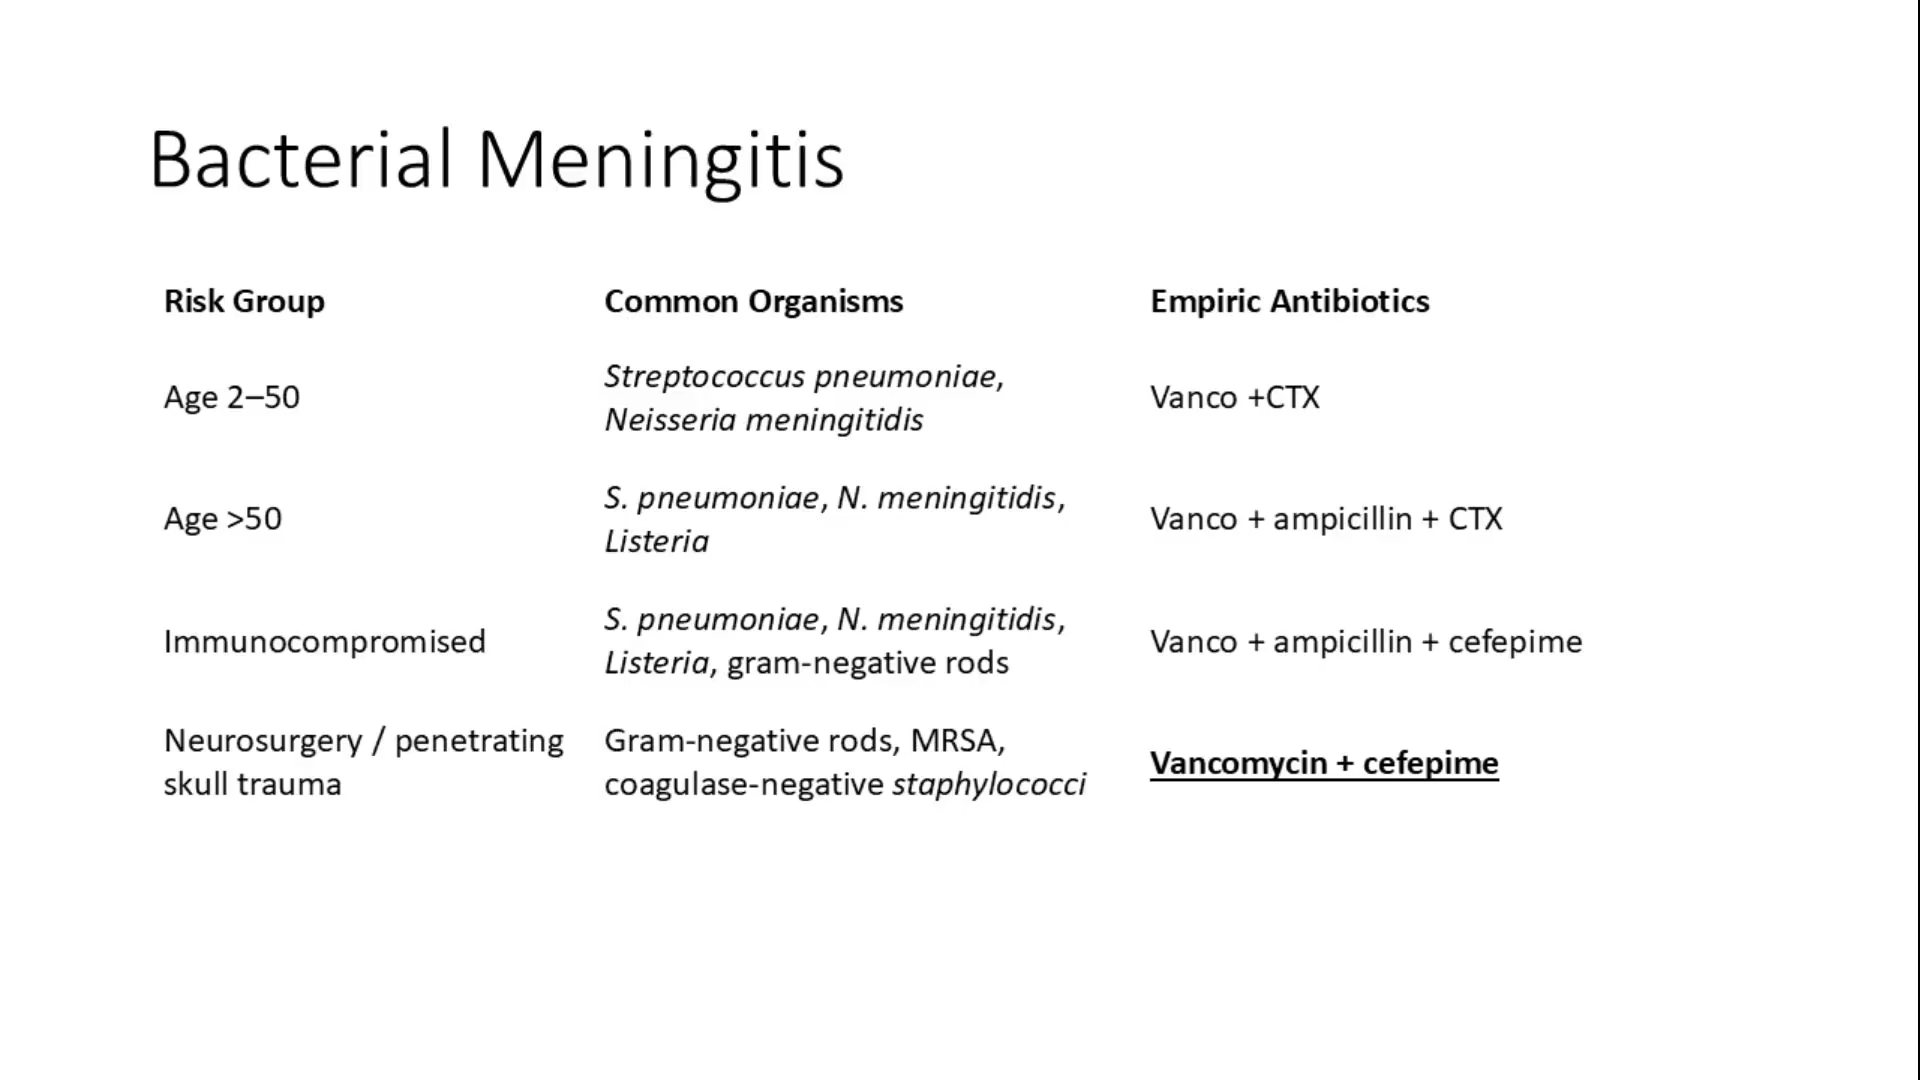 Bacterial Meningitis
Risk Group
Common Organisms
Empiric Antibiotics
Age 2–50
Streptococcus pneumoniae,
Neisseria meningitidis
Vanco +CTX
Age >50
S. pneumoniae, N. meningitidis,
Listeria
Vanco + ampicillin + CTX
Immunocompromised
S. pneumoniae, N. meningitidis,
Listeria, gram-negative rods
Vanco + ampicillin + cefepime
Neurosurgery / penetrating
skull trauma
Gram-negative rods, MRSA,
coagulase-negative staphylococci
Vancomycin + cefepime